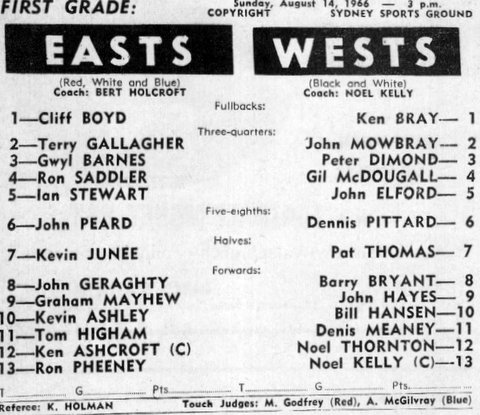 FIRST GRADE: Sunday, August 14, 1966 — 3 p.m.
COPYRIGHT SYDNEY SPORTS GROUND
EASTS WESTS
(Red, White and Blue) (Black and White)
Coach: BERT HOLCROFT Coach: NOEL KELLY
Fullbacks:
1—Cliff BOYD Ken BRAY— 1
Three-quarters:
2—Terry GALLAGHER John MOWBRAY— 2
3—Gwyl BARNES Peter DIMOND— 3
4—Ron SADDLER Gil McDOUGALL— 4
5—Ian STEWART John ELFORD— 5
Five-eighths:
6—John PEARD Dennis PITTARD— 6
Halves:
7—Kevin JUNEE Pat THOMAS— 7
Forwards:
8—John GERAGHTY Barry BRYANT— 8
9—Graham MAYHEW John HAYES— 9
10—Kevin ASHLEY Bill HANSEN—10
11—Tom HIGHAM Denis MEANEY—11
12—Ken ASHCROFT (C) Noel THORNTON—12
13—Ron PHEENEY Noel KELLY (C)—13
T. G. Pts. T. G. Pts.
Referee: K. HOLMAN Touch Judges: M. Godfrey (Red), A. McGilvray (Blue)